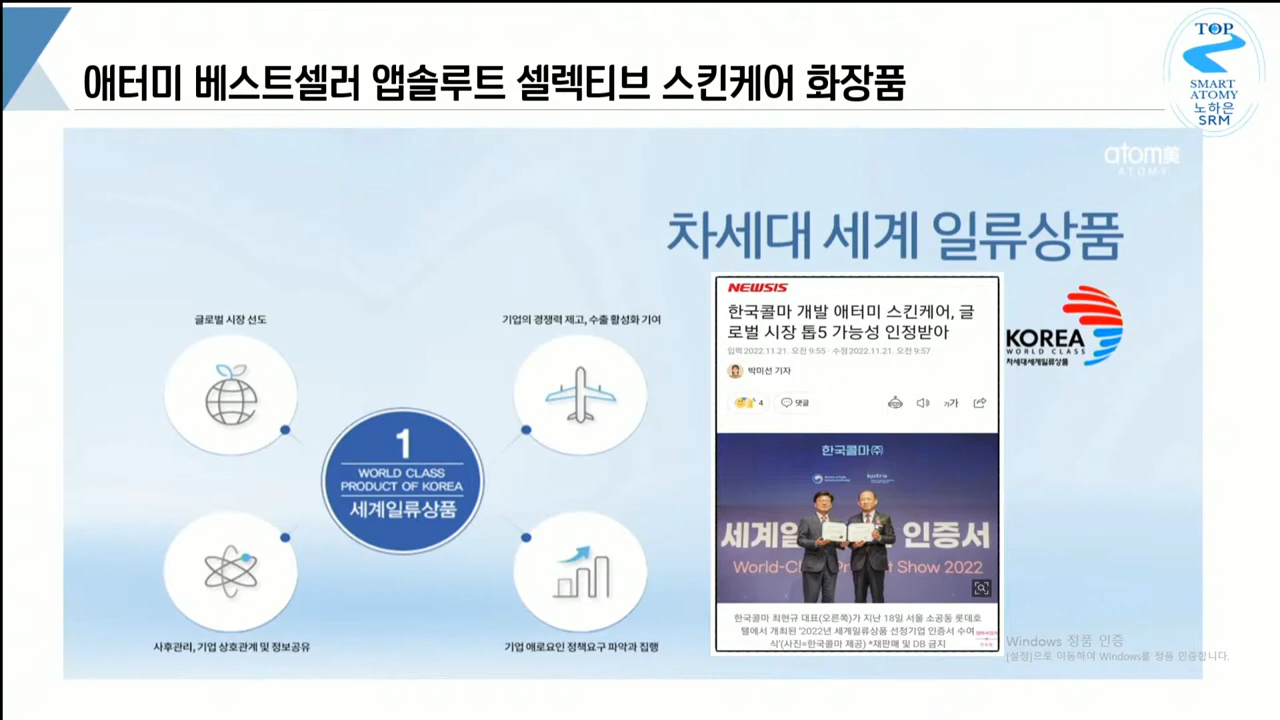 애터미 베스트셀러 앱솔루트 셀렉티브 스킨케어 화장품
TOP
SMART
ATOMY
노하은
SRM
atom美
ATOMY
차세대 세계 일류상품
글로벌 시장 선도
기업의 경쟁력 제고, 수출 활성화 기여
1
WORLD CLASS
PRODUCT OF KOREA
세계일류상품
사후관리, 기업 상호관계 및 정보공유
기업 애로요인 정책요구 파악과 집행
NEWSIS
한국콜마 개발 애터미 스킨케어, 글
로벌 시장 톱5 가능성 인정받아
입력 2022.11.21. 오전 9:55 · 수정 2022.11.21. 오전 9:57
박미선 기자
4
댓글
가가
한국콜마㈜
세계일 인증서
World-Cl Pr t Show 2022
한국콜마 최현규 대표(오른쪽)가 지난 18일 서울 소공동 롯데호
텔에서 개최된 '2022년 세계일류상품 선정기업 인증서 수여
식'(사진=한국콜마 제공) *재판매 및 DB 금지
KOREA
WORLD CLASS
차세대세계일류상품
Windows 정품 인증
[설정]으로 이동하여 Windows를 정품 인증합니다.